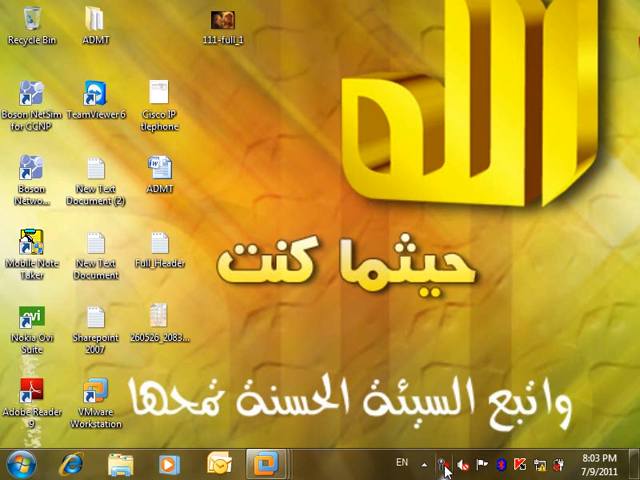 Recycle Bin
ADMT
111-full_1
Boson NetSim for CCNP
TeamViewer 6
Cisco IP tlephone
Boson Netwo...
New Text Document (2)
ADMT
Mobile Note Taker
New Text Document
Full_Header
Nokia Ovi Suite
Sharepoint 2007
260526_2083...
Adobe Reader 9
VMware Workstation
الله
حيثما كنت
واتبع السيئة الحسنة تمحها
ovi
EN
8:03 PM
7/9/2011